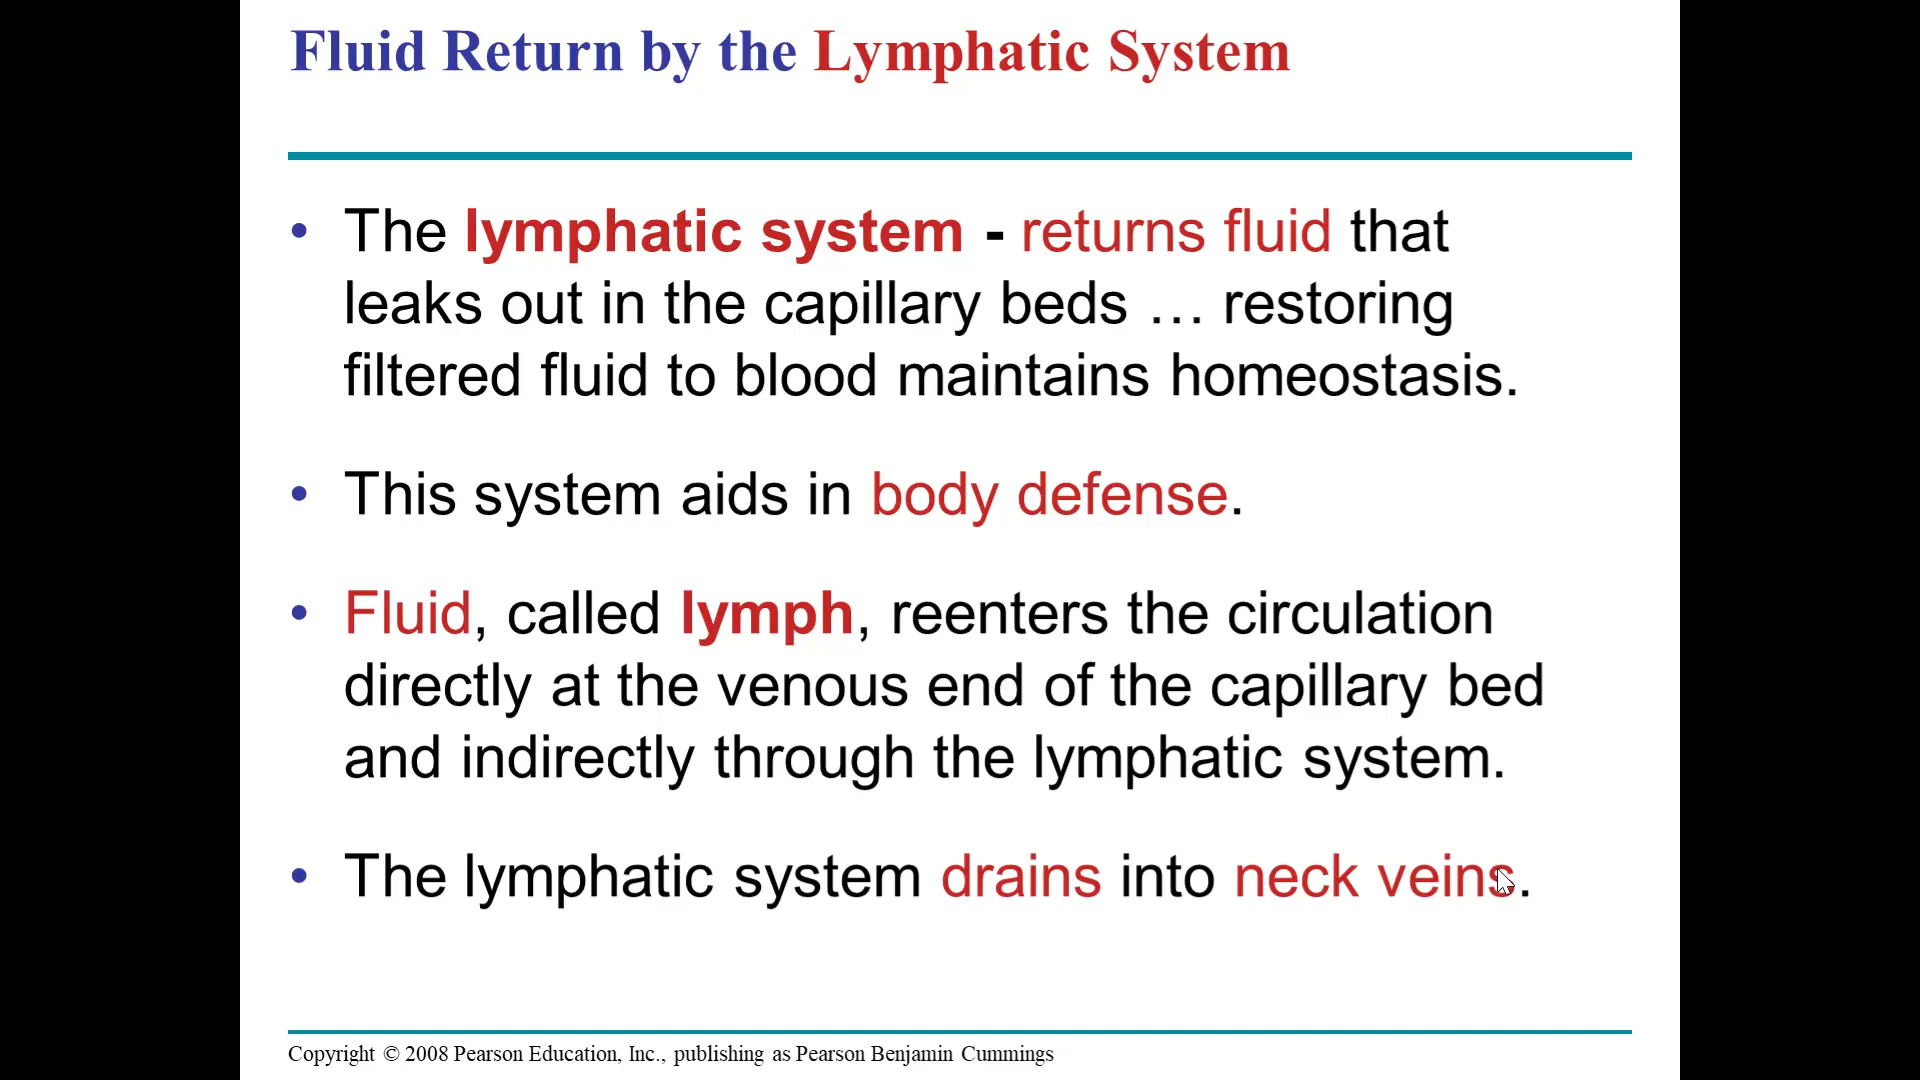 Fluid Return by the Lymphatic System
• The lymphatic system - returns fluid that
leaks out in the capillary beds … restoring
filtered fluid to blood maintains homeostasis.
• This system aids in body defense.
• Fluid, called lymph, reenters the circulation
directly at the venous end of the capillary bed
and indirectly through the lymphatic system.
• The lymphatic system drains into neck veins.
Copyright © 2008 Pearson Education, Inc., publishing as Pearson Benjamin Cummings